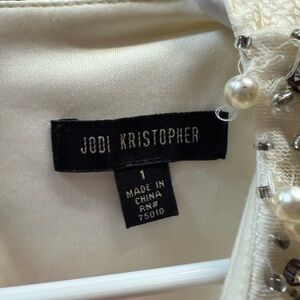 JODI KRISTOPHER
1
MADE IN
CHINA
RN#
75010